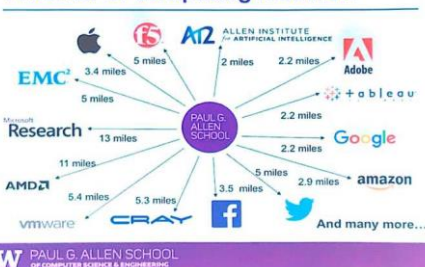 f5
AI2 ALLEN INSTITUTE
for ARTIFICIAL INTELLIGENCE
Adobe
3.4 miles
5 miles
2 miles
2.2 miles
EMC²
+ a b l e a u
5 miles
2.2 miles
Microsoft
Research
PAUL G.
ALLEN
SCHOOL
13 miles
2.2 miles
Google
11 miles
AMD
5 miles
2.9 miles
amazon
5.4 miles
5.3 miles
3.5 miles
vmware
CRAY
f
And many more...
W PAUL G. ALLEN SCHOOL
OF COMPUTER SCIENCE & ENGINEERING